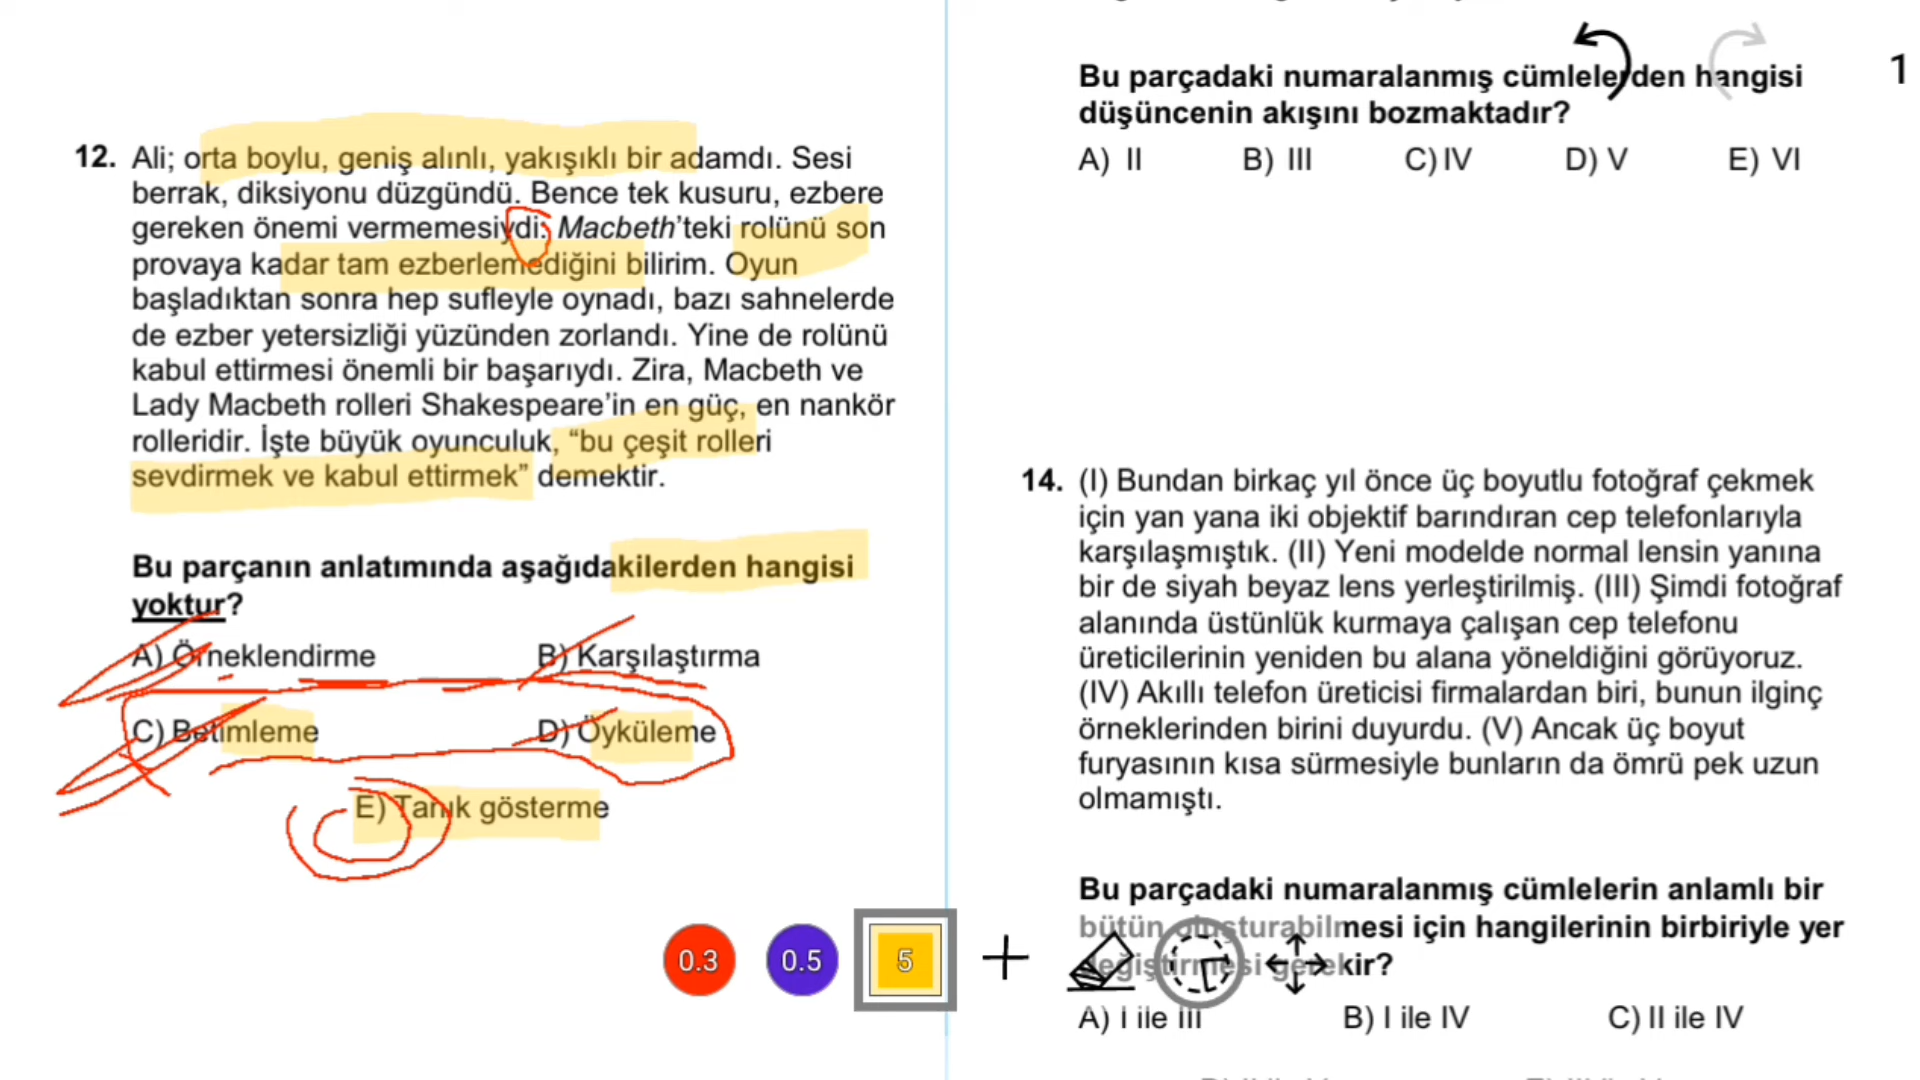 12. Ali; orta boylu, geniş alınlı, yakışıklı bir adamdı. Sesi
berrak, diksiyonu düzgündü. Bence tek kusuru, ezbere
gereken önemi vermemesiydi: Macbeth’teki rolünü son
provaya kadar tam ezberlemediğini bilirim. Oyun
başladıktan sonra hep sufleyle oynadı, bazı sahnelerde
de ezber yetersizliği yüzünden zorlandı. Yine de rolünü
kabul ettirmesi önemli bir başarıydı. Zira, Macbeth ve
Lady Macbeth rolleri Shakespeare’in en güç, en nankör
rolleridir. İşte büyük oyunculuk, “bu çeşit rolleri
sevdirmek ve kabul ettirmek” demektir.
Bu parçanın anlatımında aşağıdakilerden hangisi
yoktur?
A) Örneklendirme B) Karşılaştırma
C) Betimleme D) Öyküleme
E) Tanık gösterme
Bu parçadaki numaralanmış cümlelerden hangisi
düşüncenin akışını bozmaktadır?
A) II B) III C) IV D) V E) VI
1
14. (I) Bundan birkaç yıl önce üç boyutlu fotoğraf çekmek
için yan yana iki objektif barındıran cep telefonlarıyla
karşılaşmıştık. (II) Yeni modelde normal lensin yanına
bir de siyah beyaz lens yerleştirilmiş. (III) Şimdi fotoğraf
alanında üstünlük kurmaya çalışan cep telefonu
üreticilerinin yeniden bu alana yöneldiğini görüyoruz.
(IV) Akıllı telefon üreticisi firmalardan biri, bunun ilginç
örneklerinden birini duyurdu. (V) Ancak üç boyut
furyasının kısa sürmesiyle bunların da ömrü pek uzun
olmamıştı.
Bu parçadaki numaralanmış cümlelerin anlamlı bir
bütün oluşturabilmesi için hangilerinin birbiriyle yer
değiştirmesi gerekir?
A) I ile III B) I ile IV C) II ile IV
0.3 0.5 5